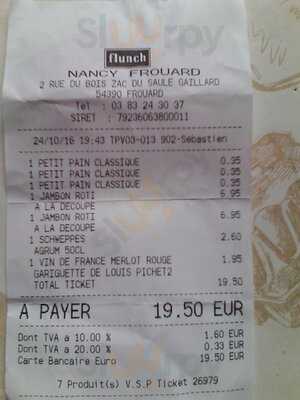 Sluurpy
flunch
NANCY FROUARD
2 RUE DU BOIS ZAC DU SAULE GAILLARD
54390 FROUARD
Tel : 03 83 24 30 37
SIRET : 79236063800011
24/10/16 19:43 TPV03-013 902-Sebastien
1 PETIT PAIN CLASSIQUE 0.35
1 PETIT PAIN CLASSIQUE 0.35
1 PETIT PAIN CLASSIQUE 0.35
1 JAMBON ROTI 6.95
A LA DECOUPE
1 JAMBON ROTI 6.95
A LA DECOUPE
1 SCHWEPPES 2.60
AGRUM 50CL
1 VIN DE FRANCE MERLOT ROUGE 1.95
GARIGUETTE DE LOUIS PICHET2
TOTAL TICKET 19.50
A PAYER 19.50 EUR
Dont TVA a 10.00 % 1.60 EUR
Dont TVA a 20.00 % 0.33 EUR
Carte Bancaire Euro 19.50 EUR
7 Produit(s) V.S.P Ticket 26979